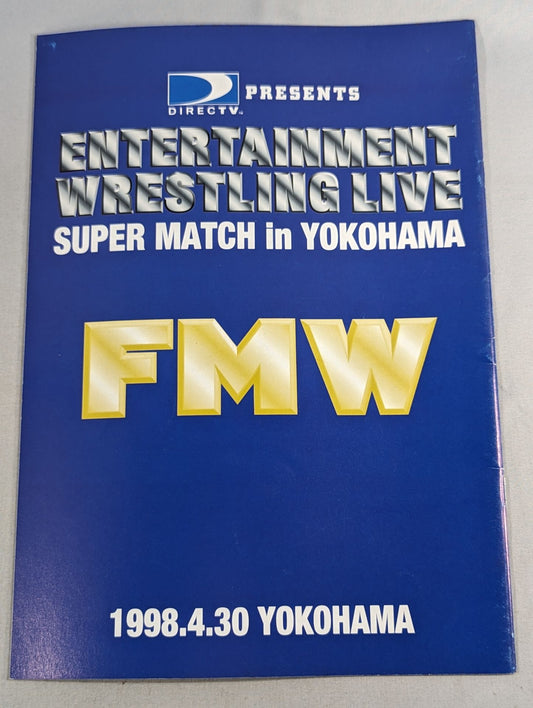 DIRECTV PRESENTS
ENTERTAINMENT
WRESTLING LIVE
SUPER MATCH in YOKOHAMA
FMW
1998.4.30 YOKOHAMA